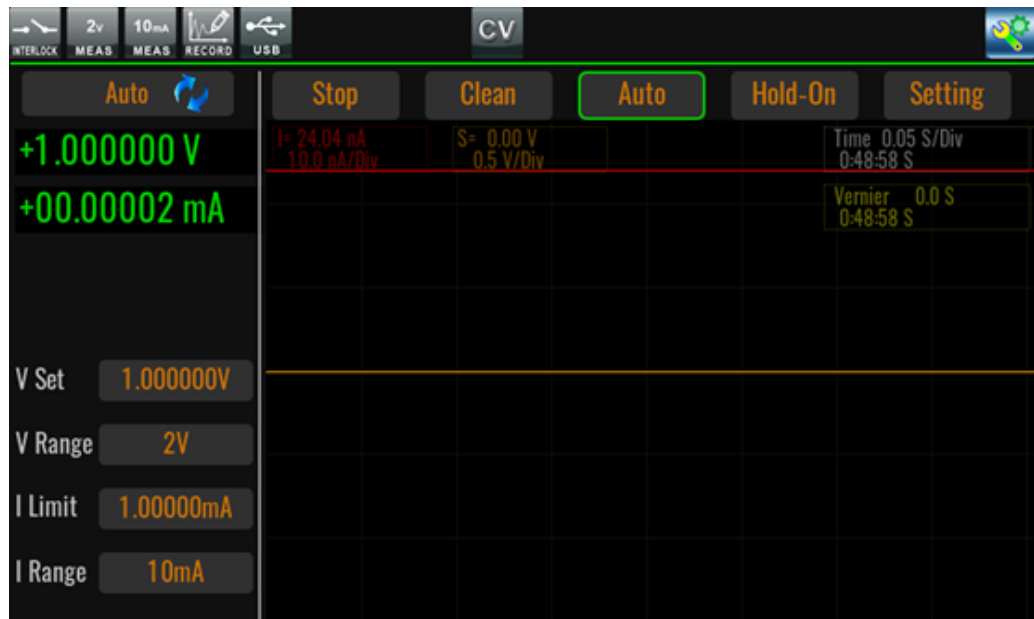 2v 10mA CV
INTERLOCK MEAS MEAS RECORD USB
Auto Stop Clean Auto Hold-On Setting
+1.000000 V
I= 24.04 nA S= 0.00 V Time 0.05 S/Div
10.0 nA/Div 0.5 V/Div 0:48:58 S
+00.00002 mA
Vernier 0.0 S
0:48:58 S
V Set 1.000000V
V Range 2V
I Limit 1.00000mA
I Range 10mA